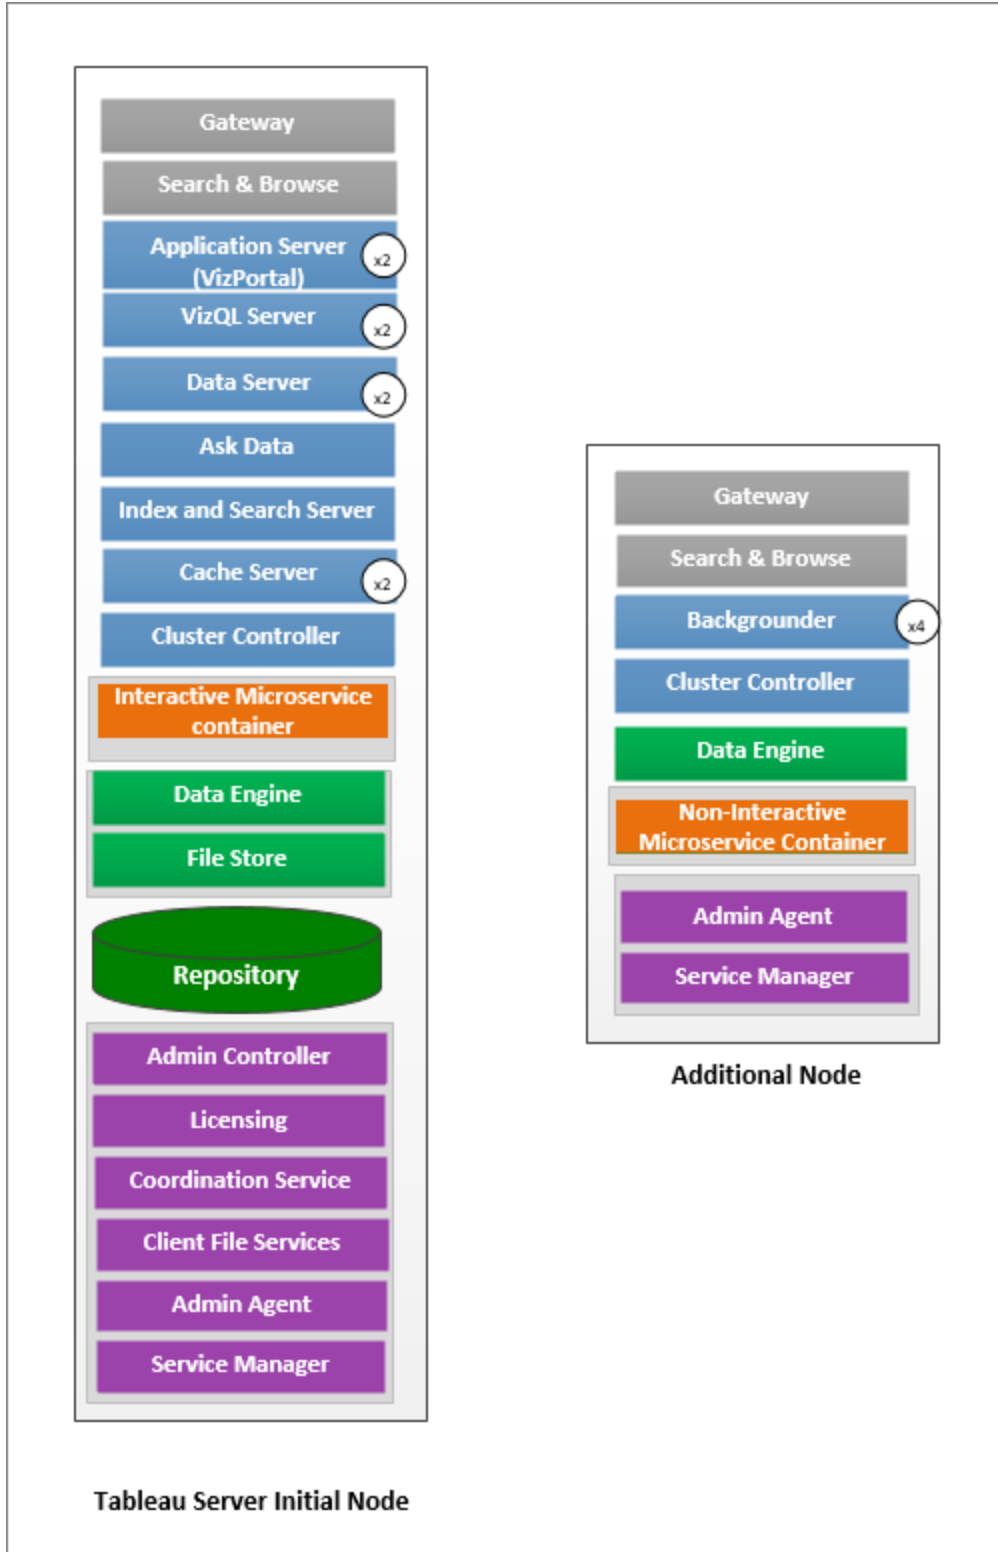 Gateway
Search & Browse
Application Server
(VizPortal)
x2
VizQL Server
x2
Data Server
x2
Ask Data
Index and Search Server
Cache Server
x2
Cluster Controller
Interactive Microservice
container
Data Engine
File Store
Repository
Admin Controller
Licensing
Coordination Service
Client File Services
Admin Agent
Service Manager
Tableau Server Initial Node
Gateway
Search & Browse
Backgrounder
x4
Cluster Controller
Data Engine
Non-Interactive
Microservice Container
Admin Agent
Service Manager
Additional Node